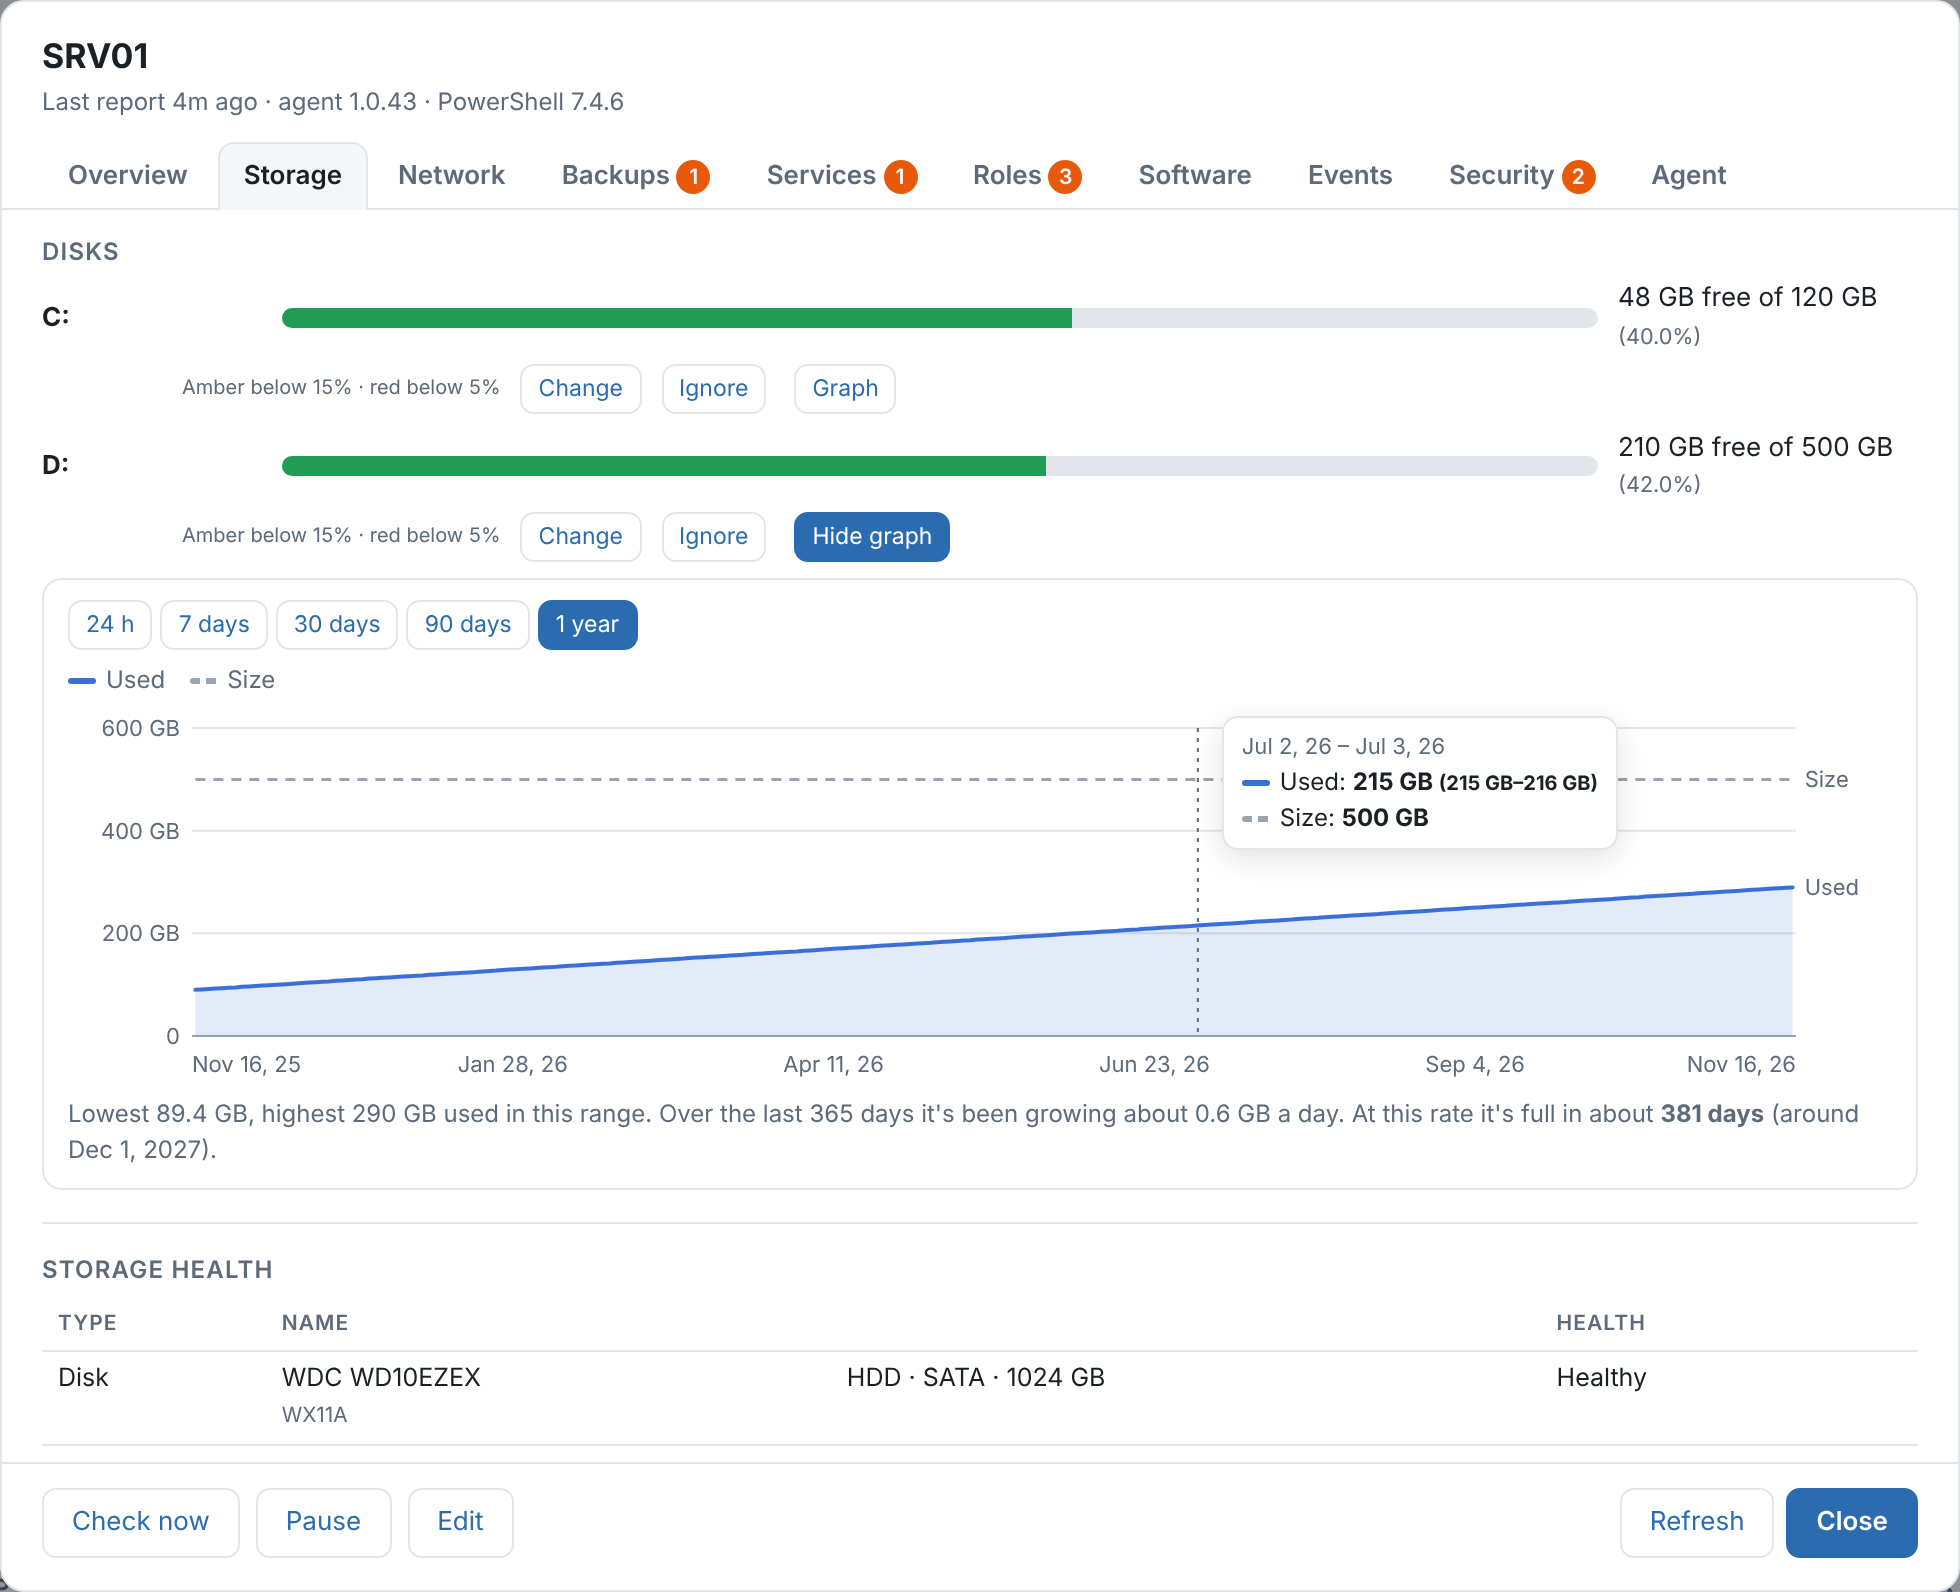 SRV01
Last report 4m ago · agent 1.0.43 · PowerShell 7.4.6
Overview Storage Network Backups 1 Services 1 Roles 3 Software Events Security 2 Agent
DISKS
C: 48 GB free of 120 GB
(40.0%)
Amber below 15% · red below 5% Change Ignore Graph
D: 210 GB free of 500 GB
(42.0%)
Amber below 15% · red below 5% Change Ignore Hide graph
24 h 7 days 30 days 90 days 1 year
Used Size
600 GB
Jul 2, 26 – Jul 3, 26
Used: 215 GB (215 GB–216 GB)
Size
Size: 500 GB
400 GB
Used
200 GB
0
Nov 16, 25 Jan 28, 26 Apr 11, 26 Jun 23, 26 Sep 4, 26 Nov 16, 26
Lowest 89.4 GB, highest 290 GB used in this range. Over the last 365 days it's been growing about 0.6 GB a day. At this rate it's full in about 381 days (around
Dec 1, 2027).
STORAGE HEALTH
TYPE NAME HEALTH
Disk WDC WD10EZEX HDD · SATA · 1024 GB Healthy
WX11A
Check now Pause Edit Refresh Close